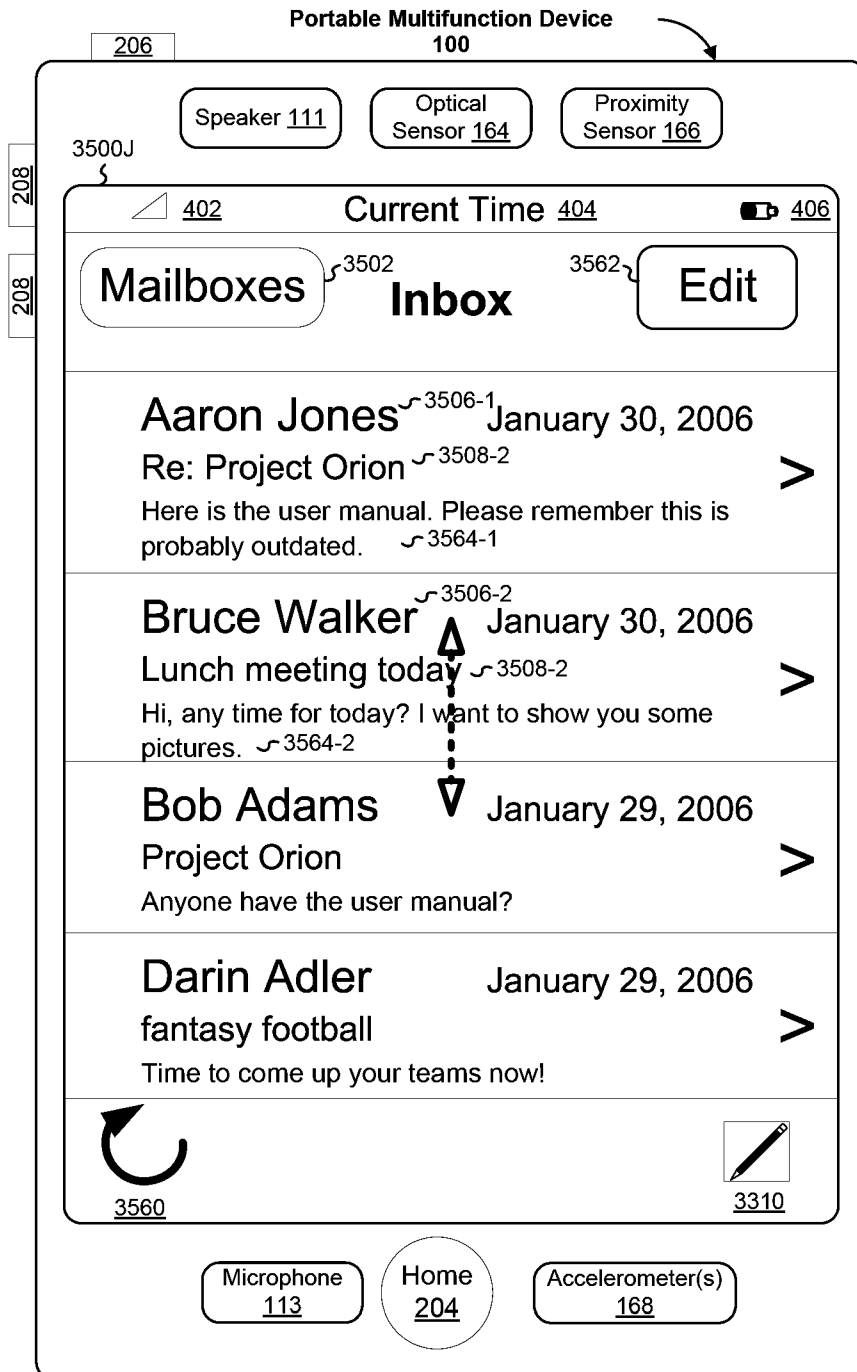 Portable Multifunction Device
100
206
Speaker 111
Optical
Sensor 164
Proximity
Sensor 166
3500J
208
208
402
Current Time 404
406
Mailboxes
3502
Inbox
3562
Edit
Aaron Jones 3506-1 January 30, 2006
Re: Project Orion 3508-2
>
Here is the user manual. Please remember this is
probably outdated. 3564-1
Bruce Walker 3506-2 January 30, 2006
Lunch meeting today 3508-2
>
Hi, any time for today? I want to show you some
pictures. 3564-2
Bob Adams January 29, 2006
Project Orion
>
Anyone have the user manual?
Darin Adler January 29, 2006
fantasy football
>
Time to come up your teams now!
3560
3310
Microphone
113
Home
204
Accelerometer(s)
168